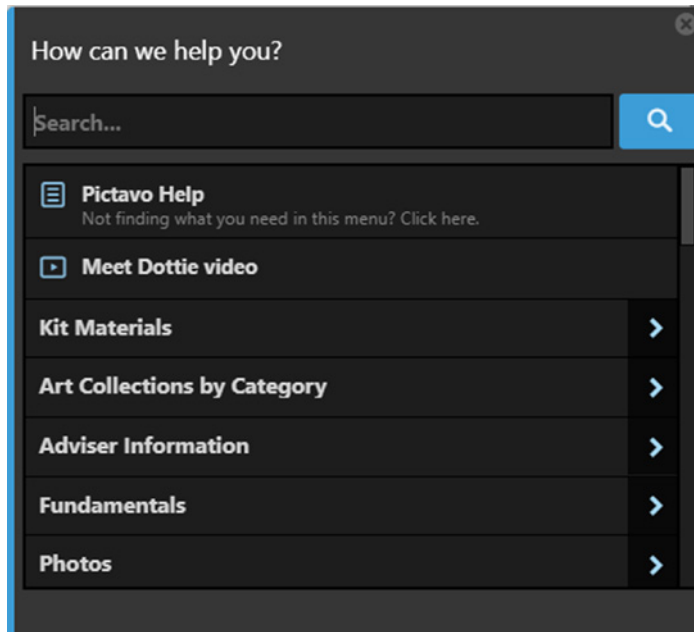 How can we help you?
Search...
Pictavo Help
Not finding what you need in this menu? Click here.
Meet Dottie video
Kit Materials
Art Collections by Category
Adviser Information
Fundamentals
Photos